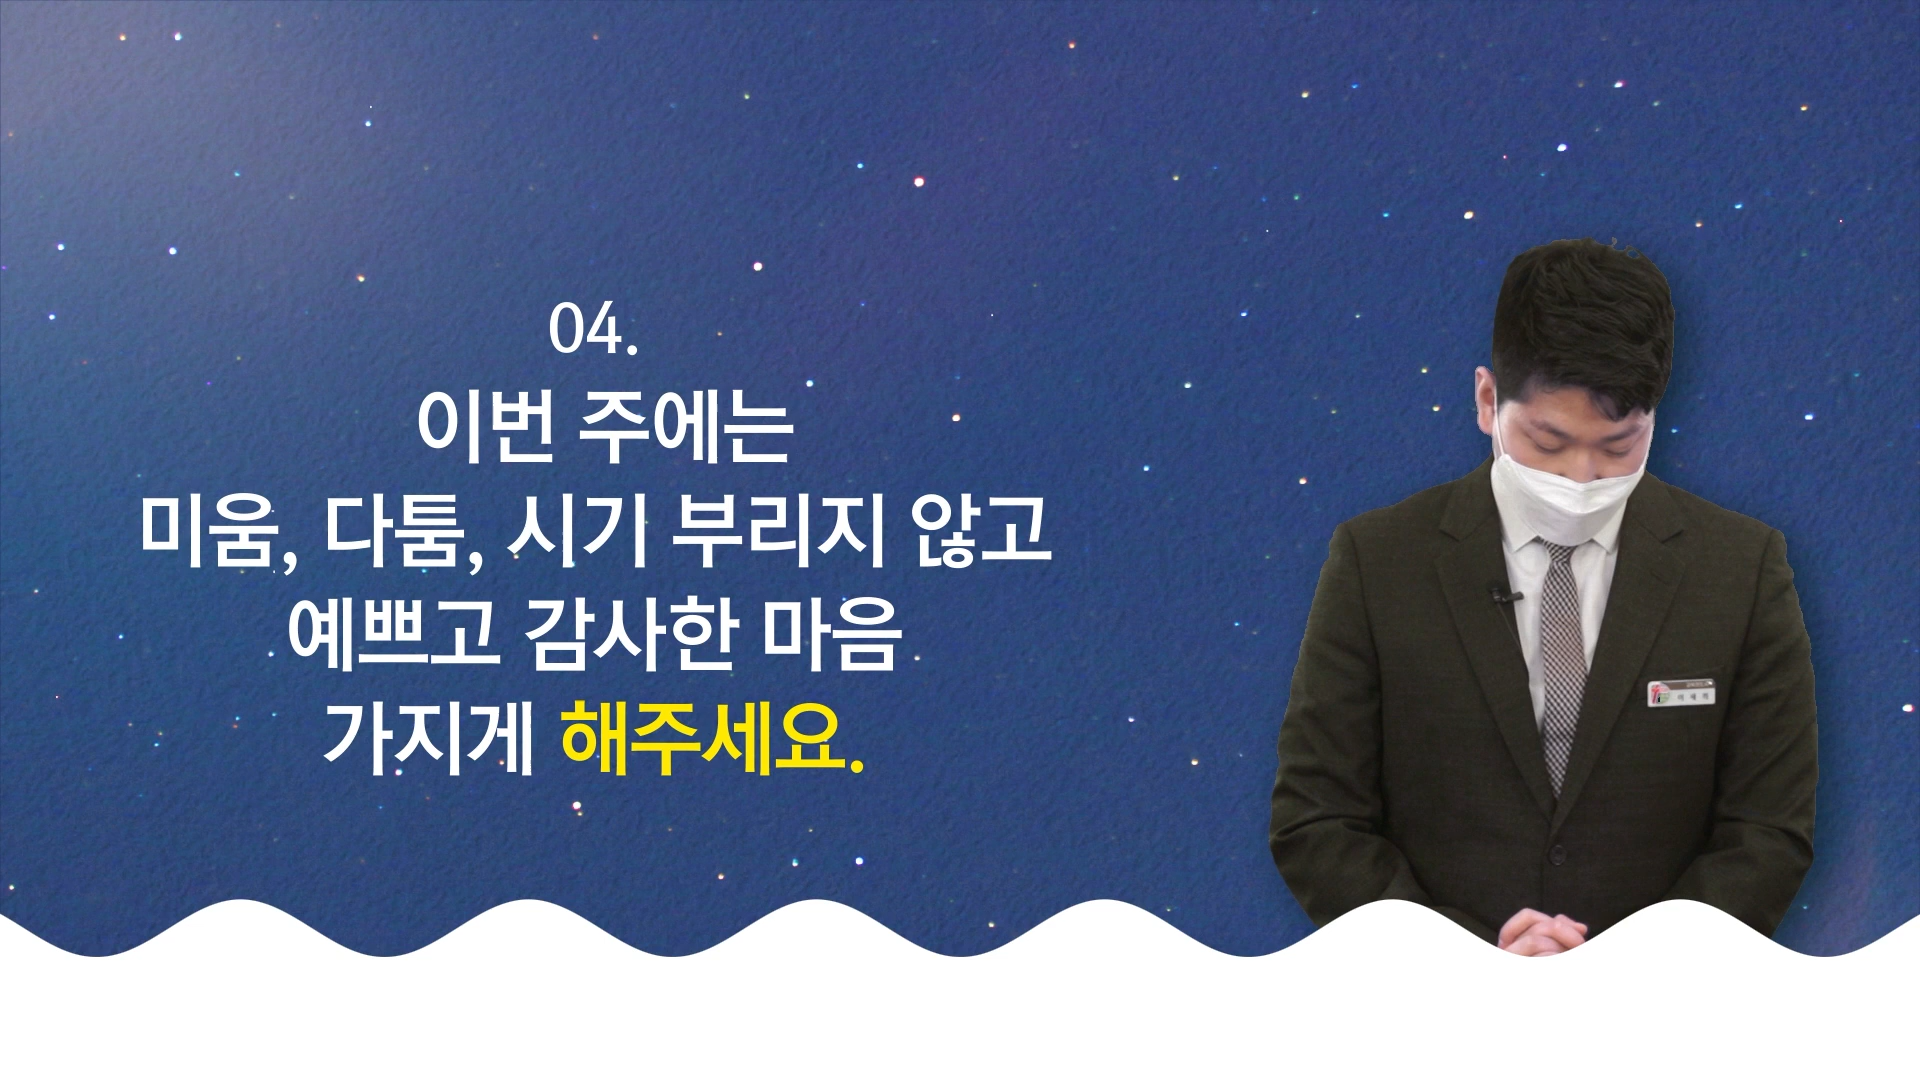 04.
이번 주에는
미움, 다툼, 시기 부리지 않고
예쁘고 감사한 마음
가지게 해주세요.